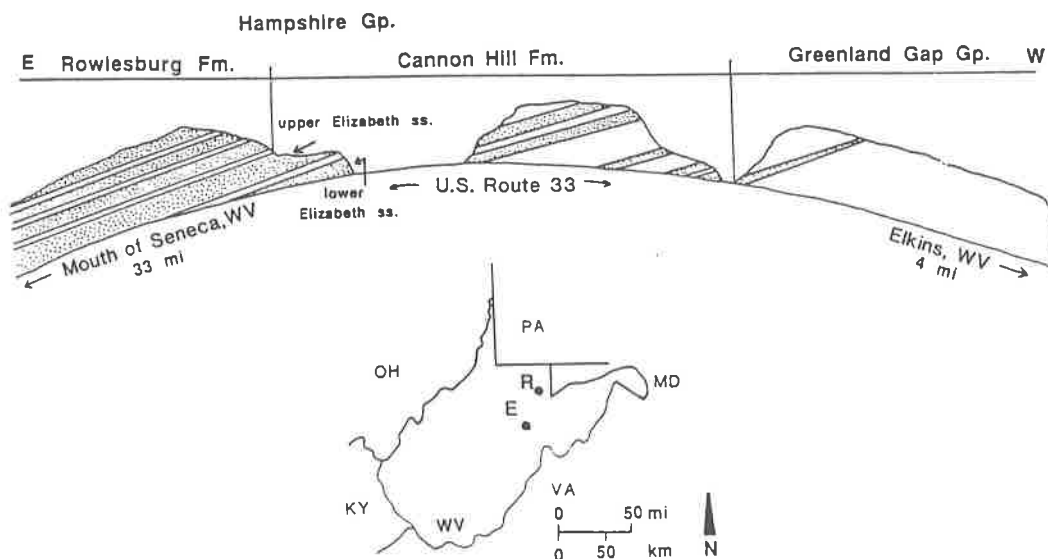 Hampshire Gp.
E Rowlesburg Fm. Cannon Hill Fm. Greenland Gap Gp. W
upper Elizabeth ss.
lower
Elizabeth ss.
U.S. Route 33
Mouth of Seneca, WV
33 mi
Elkins, WV
4 mi
PA
OH
MD
R
E
KY
WV
VA
0 50 mi
0 50
km
N